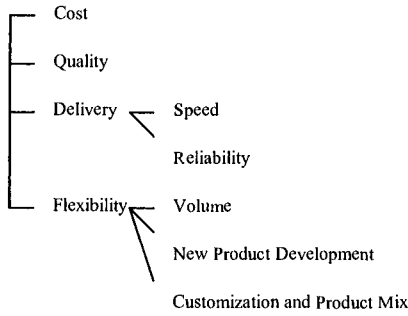 Cost
Quality
Delivery Speed
Reliability
Flexibility Volume
New Product Development
Customization and Product Mix